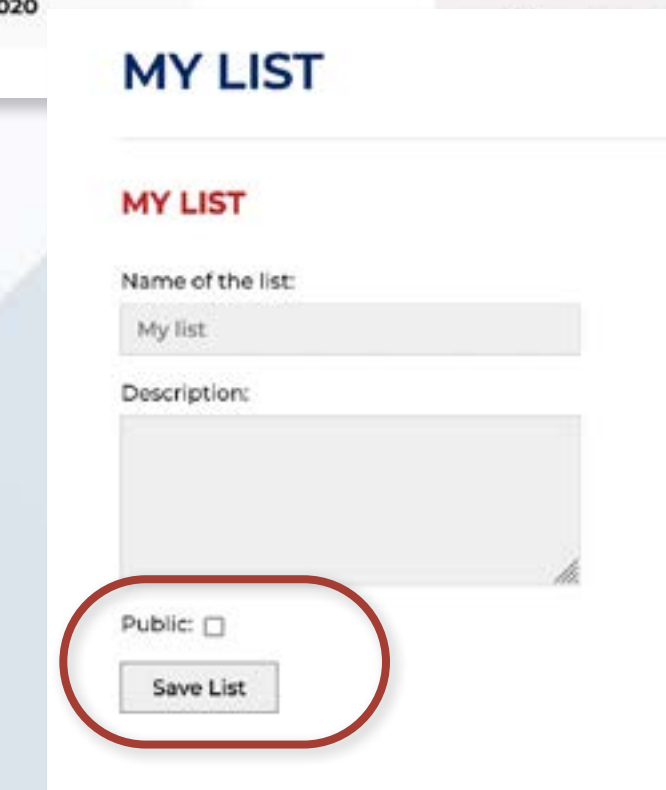 020
MY LIST
MY LIST
Name of the list:
My list
Description:
Public:
Save List